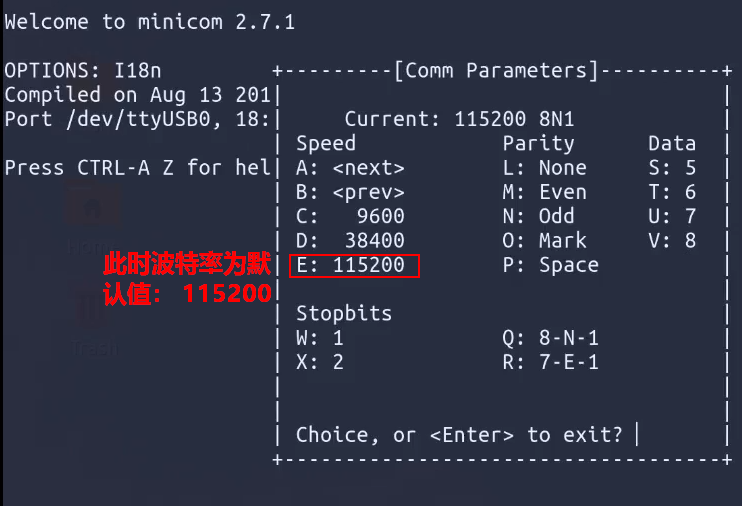 Welcome to minicom 2.7.1
OPTIONS: I18n
+---------[Comm Parameters]----------+
Compiled on Aug 13 201|
Port /dev/ttyUSB0, 18:| Current: 115200 8N1 |
| Speed Parity Data |
Press CTRL-A Z for hel| A: <next> L: None S: 5 |
| B: <prev> M: Even T: 6 |
| C: 9600 N: Odd U: 7 |
| D: 38400 O: Mark V: 8 |
此时波特率为默
认值： 115200
| E: 115200 P: Space |
| Stopbits |
| W: 1 Q: 8-N-1 |
| X: 2 R: 7-E-1 |
| Choice, or <Enter> to exit? |
+------------------------------------+